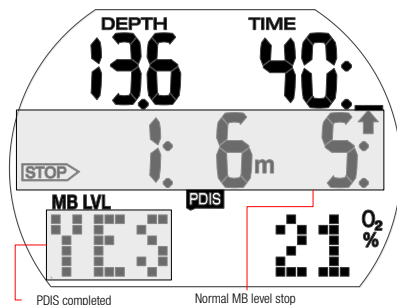 DEPTH TIME
13.6 40:
STOP 1: 6m 5:
MB LVL PDIS
YES 21 O₂ %
PDIS completed Normal MB level stop